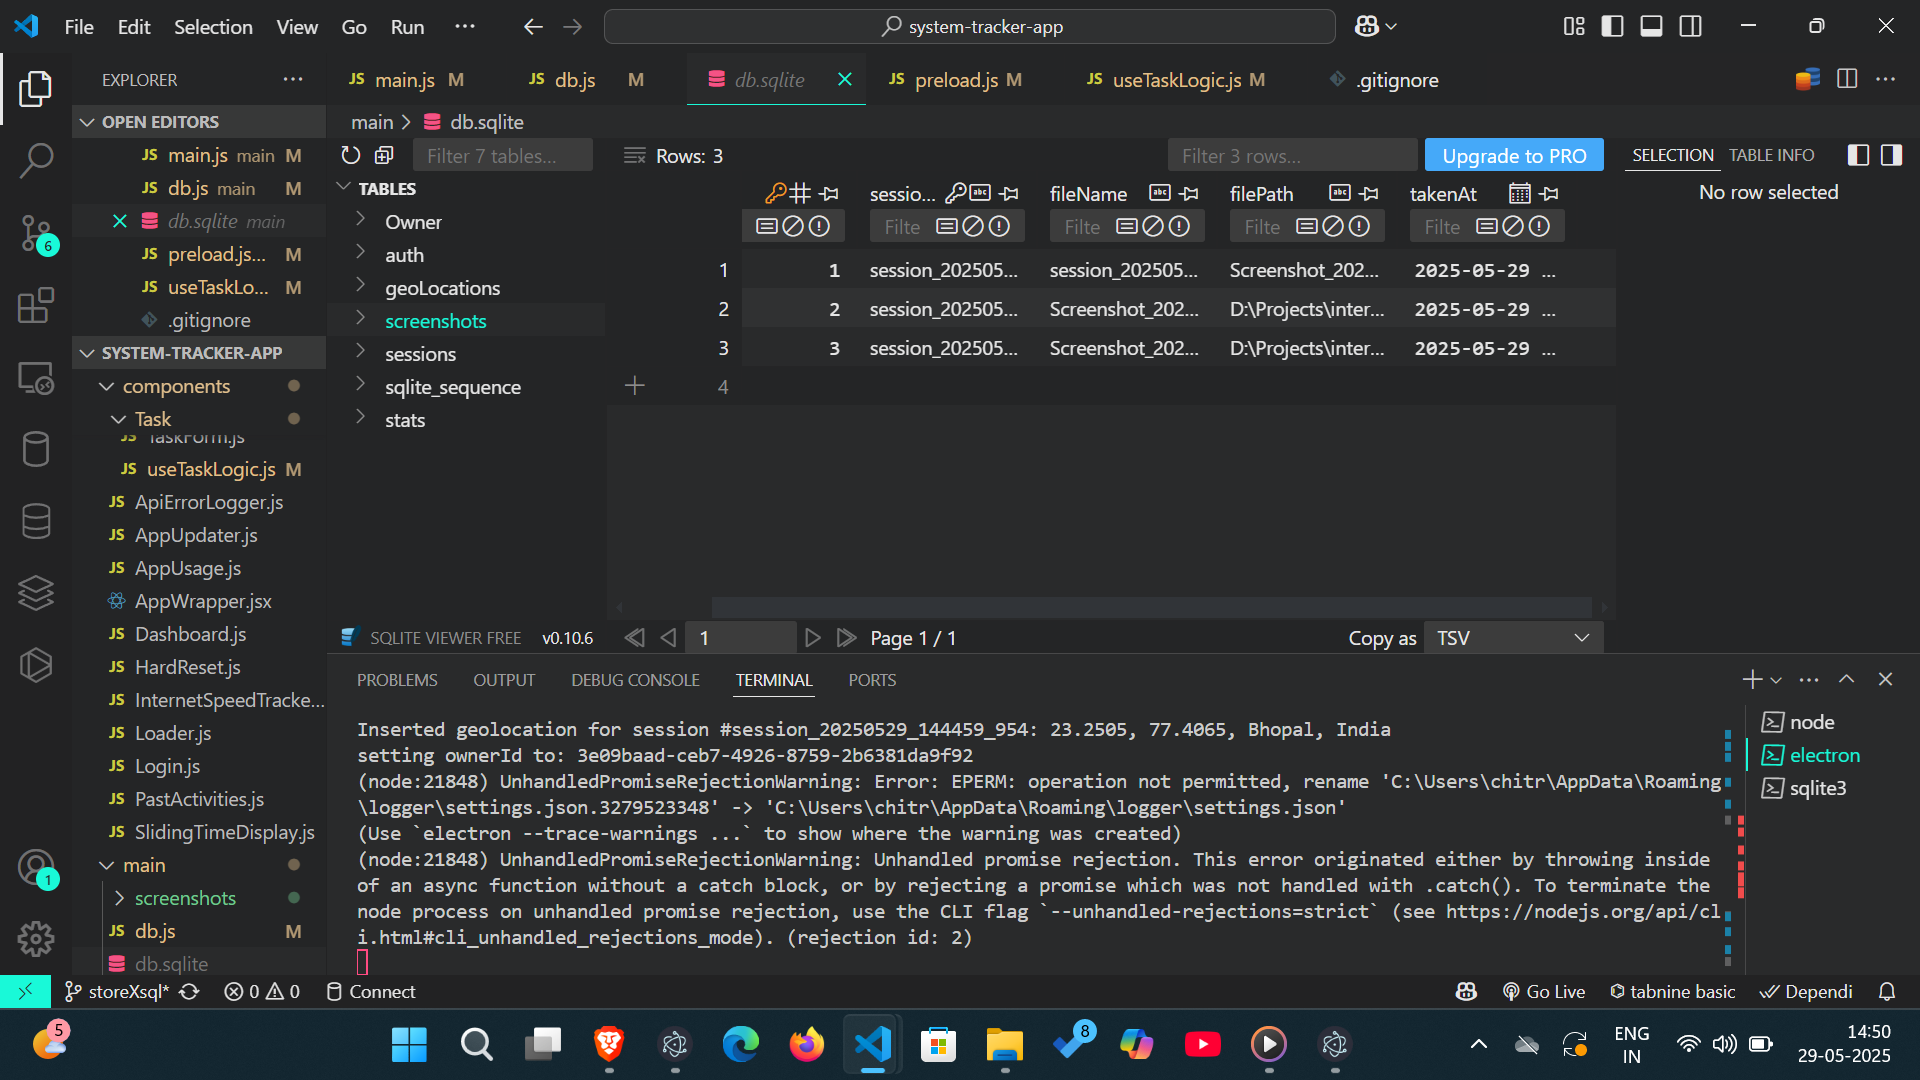 File Edit Selection View Go Run ···
system-tracker-app
EXPLORER
OPEN EDITORS
JS main.js main M
JS db.js main M
db.sqlite main
JS preload.js... M
JS useTaskLo... M
.gitignore
SYSTEM-TRACKER-APP
components
Task
JS TaskForm.js
JS useTaskLogic.js M
JS ApiErrorLogger.js
JS AppUpdater.js
JS AppUsage.js
AppWrapper.jsx
JS Dashboard.js
JS HardReset.js
JS InternetSpeedTracke...
JS Loader.js
JS Login.js
JS PastActivities.js
JS SlidingTimeDisplay.js
main
screenshots
JS db.js M
db.sqlite
6
1
JS main.js M JS db.js M db.sqlite JS preload.js M JS useTaskLogic.js M .gitignore
main > db.sqlite
Filter 7 tables... Rows: 3 Filter 3 rows... Upgrade to PRO SELECTION TABLE INFO
No row selected
TABLES
Owner
auth
geoLocations
screenshots
sessions
sqlite_sequence
stats
sessio... fileName filePath takenAt
Filte Filte Filte Filte
1 1 session_202505... session_202505... Screenshot_202... 2025-05-29 ...
2 2 session_202505... Screenshot_202... D:\Projects\inter... 2025-05-29 ...
3 3 session_202505... Screenshot_202... D:\Projects\inter... 2025-05-29 ...
4
SQLITE VIEWER FREE v0.10.6 1 Page 1 / 1 Copy as TSV
PROBLEMS OUTPUT DEBUG CONSOLE TERMINAL PORTS
Inserted geolocation for session #session_20250529_144459_954: 23.2505, 77.4065, Bhopal, India
setting ownerId to: 3e09baad-ceb7-4926-8759-2b6381da9f92
(node:21848) UnhandledPromiseRejectionWarning: Error: EPERM: operation not permitted, rename 'C:\Users\chitr\AppData\Roaming
\logger\settings.json.3279523348' -> 'C:\Users\chitr\AppData\Roaming\logger\settings.json'
(Use `electron --trace-warnings ...` to show where the warning was created)
(node:21848) UnhandledPromiseRejectionWarning: Unhandled promise rejection. This error originated either by throwing inside
of an async function without a catch block, or by rejecting a promise which was not handled with .catch(). To terminate the
node process on unhandled promise rejection, use the CLI flag `--unhandled-rejections=strict` (see https://nodejs.org/api/cl
i.html#cli_unhandled_rejections_mode). (rejection id: 2)
node
electron
sqlite3
storeXsql* 0 0 Connect Go Live tabnine basic Dependi
5
8
ENG
IN
14:50
29-05-2025